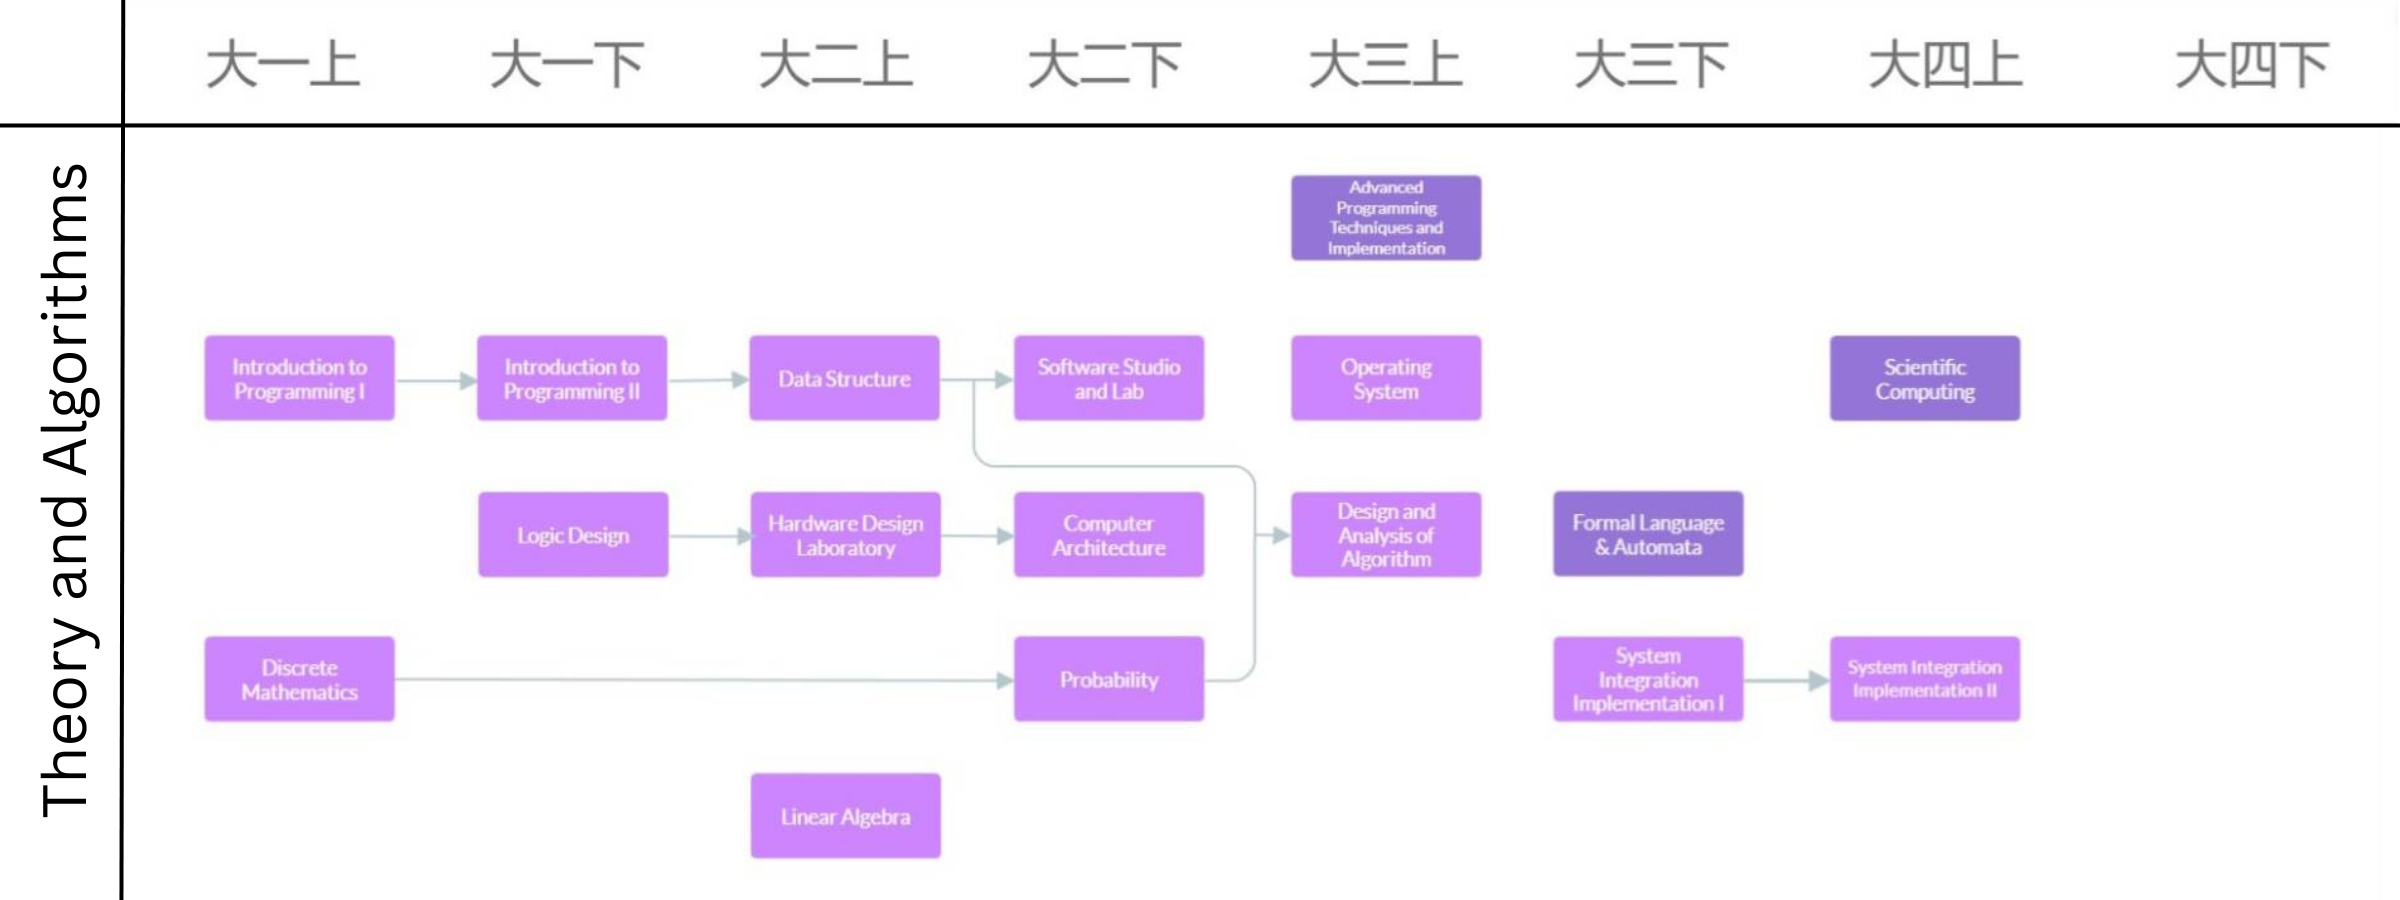 大一上
大一下
大二上
大二下
大三上
大三下
大四上
大四下
Theory and Algorithms
Advanced
Programming
Techniques and
Implementation
Introduction to
Programming I
Introduction to
Programming II
Data Structure
Software Studio
and Lab
Operating
System
Scientific
Computing
Logic Design
Hardware Design
Laboratory
Computer
Architecture
Design and
Analysis of
Algorithm
Formal Language
& Automata
Discrete
Mathematics
Probability
System
Integration
Implementation I
System Integration
Implementation II
Linear Algebra